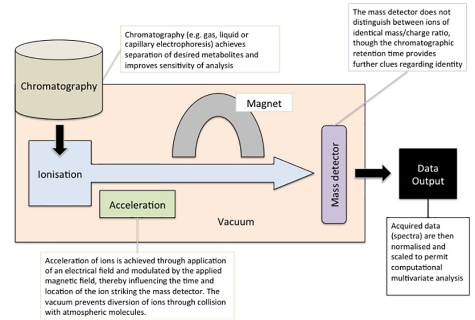 The mass detector does not
distinguish between ions of
identical mass/charge ratio,
though the chromatographic
retention time provides
further clues regarding identity
Chromatography (e.g. gas, liquid or
capillary electrophoresis) achieves
separation of desired metabolites and
improves sensitivity of analysis
Chromatography
Magnet
Ionisation
Mass detector
Data
Output
Acceleration
Vacuum
Acquired data
(spectra) are then
normalised and
scaled to permit
computational
multivariate analysis
Acceleration of ions is achieved through application
of an electrical field and modulated by the applied
magnetic field, thereby influencing the time and
location of the ion striking the mass detector. The
vacuum prevents diversion of ions through collision
with atmospheric molecules.